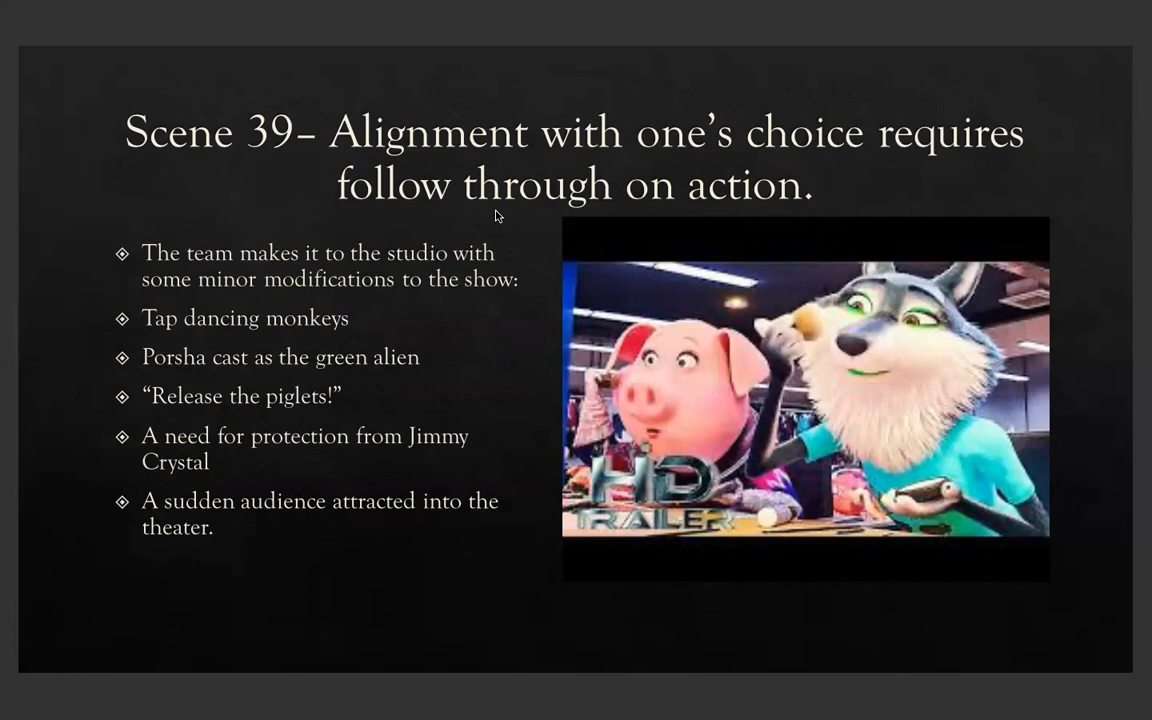 Scene 39– Alignment with one’s choice requires
follow through on action.
The team makes it to the studio with
some minor modifications to the show:
Tap dancing monkeys
Porsha cast as the green alien
“Release the piglets!”
A need for protection from Jimmy
Crystal
A sudden audience attracted into the
theater.
HD
TRAILER